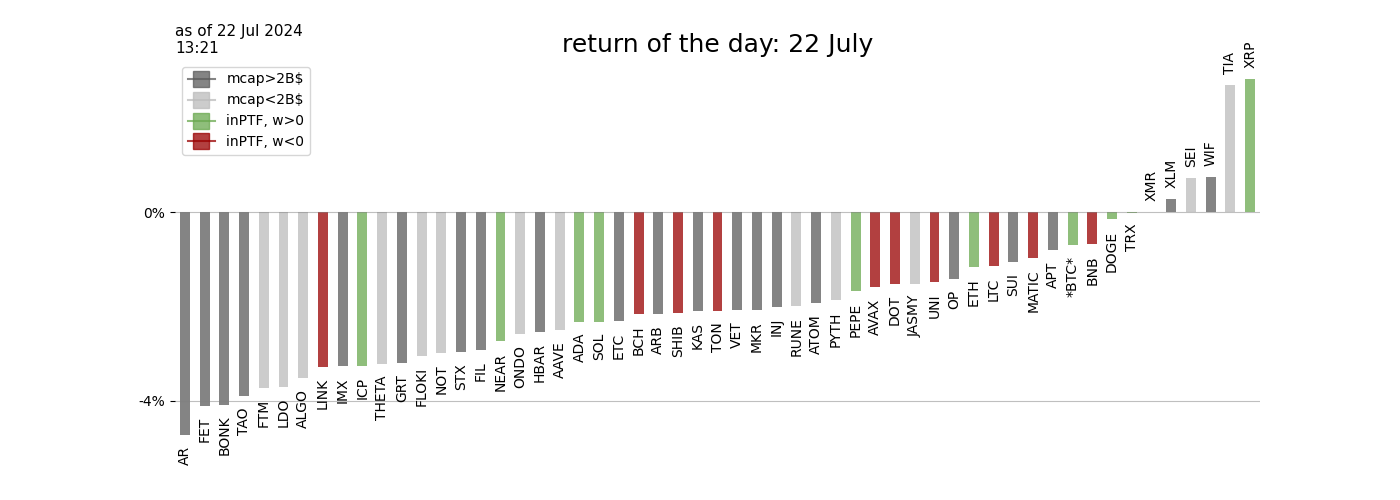 as of 22 Jul 2024
13:21
return of the day: 22 July
mcap>2B$
mcap<2B$
inPTF, w>0
inPTF, w<0
0%
-4%
AR
FET
BONK
TAO
FTM
LDO
ALGO
LINK
IMX
ICP
THETA
GRT
FLOKI
NOT
STX
FIL
NEAR
ONDO
HBAR
AAVE
ADA
SOL
ETC
BCH
ARB
SHIB
KAS
TON
VET
MKR
INJ
RUNE
ATOM
PYTH
PEPE
AVAX
DOT
JASMY
UNI
OP
ETH
LTC
SUI
MATIC
APT
*BTC*
BNB
DOGE
TRX
XMR
XLM
SEI
WIF
TIA
XRP